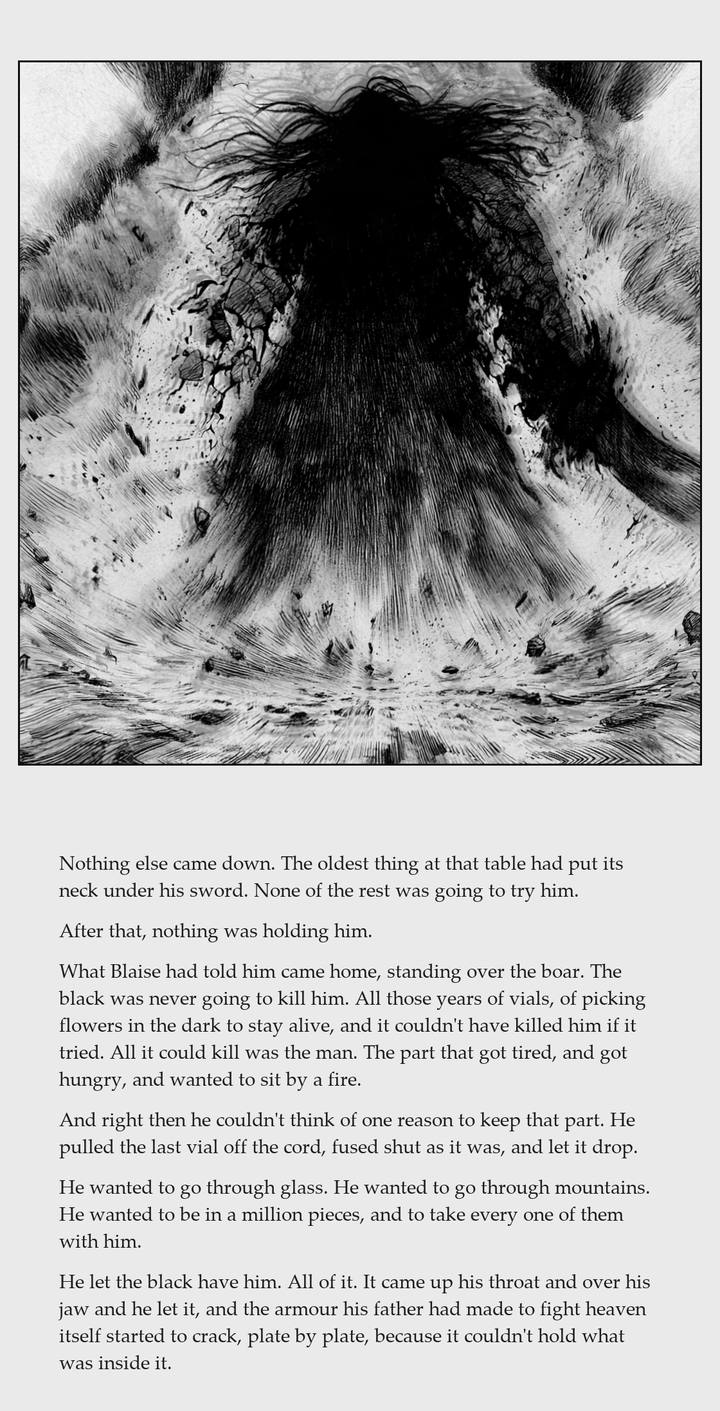 Nothing else came down. The oldest thing at that table had put its
neck under his sword. None of the rest was going to try him.
After that, nothing was holding him.
What Blaise had told him came home, standing over the boar. The
black was never going to kill him. All those years of vials, of picking
flowers in the dark to stay alive, and it couldn't have killed him if it
tried. All it could kill was the man. The part that got tired, and got
hungry, and wanted to sit by a fire.
And right then he couldn't think of one reason to keep that part. He
pulled the last vial off the cord, fused shut as it was, and let it drop.
He wanted to go through glass. He wanted to go through mountains.
He wanted to be in a million pieces, and to take every one of them
with him.
He let the black have him. All of it. It came up his throat and over his
jaw and he let it, and the armour his father had made to fight heaven
itself started to crack, plate by plate, because it couldn't hold what
was inside it.